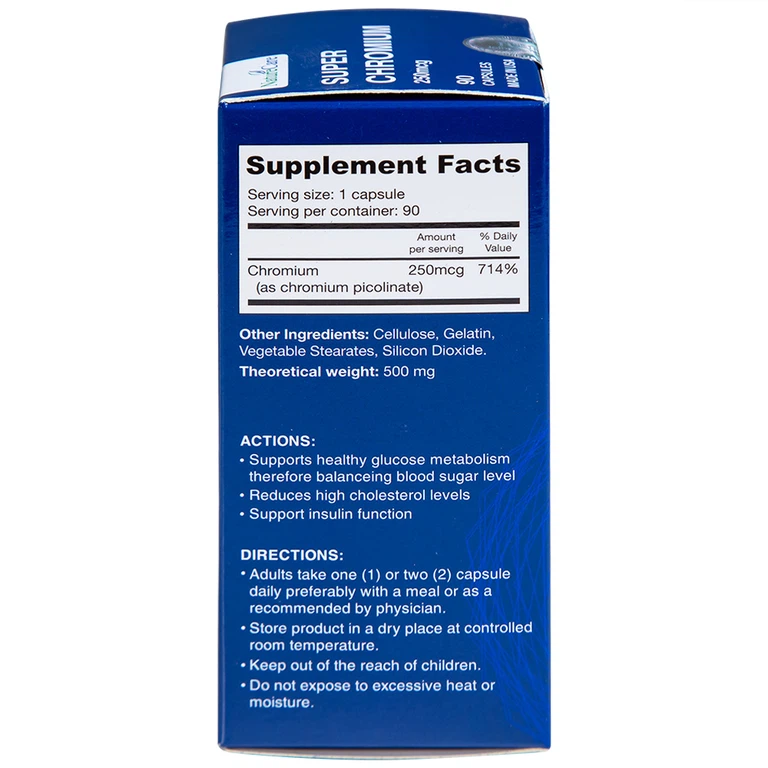 NatureCare
SUPER
CHROMIUM
250mcg
90
CAPSULES
MADE IN USA
Supplement Facts
Serving size: 1 capsule
Serving per container: 90
Amount per serving % Daily Value
Chromium 250mcg 714%
(as chromium picolinate)
Other Ingredients: Cellulose, Gelatin,
Vegetable Stearates, Silicon Dioxide.
Theoretical weight: 500 mg
ACTIONS:
• Supports healthy glucose metabolism
therefore balanceing blood sugar level
• Reduces high cholesterol levels
• Support insulin function
DIRECTIONS:
• Adults take one (1) or two (2) capsule
daily preferably with a meal or as a
recommended by physician.
• Store product in a dry place at controlled
room temperature.
• Keep out of the reach of children.
• Do not expose to excessive heat or
moisture.